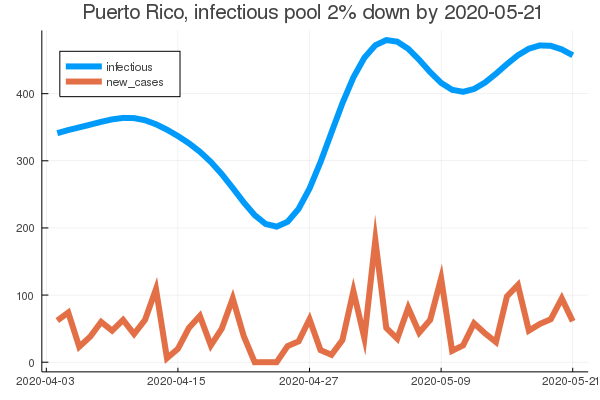 Puerto Rico, infectious pool 2% down by 2020-05-21
infectious
new_cases
400
300
200
100
0
2020-04-03 2020-04-15 2020-04-27 2020-05-09 2020-05-21